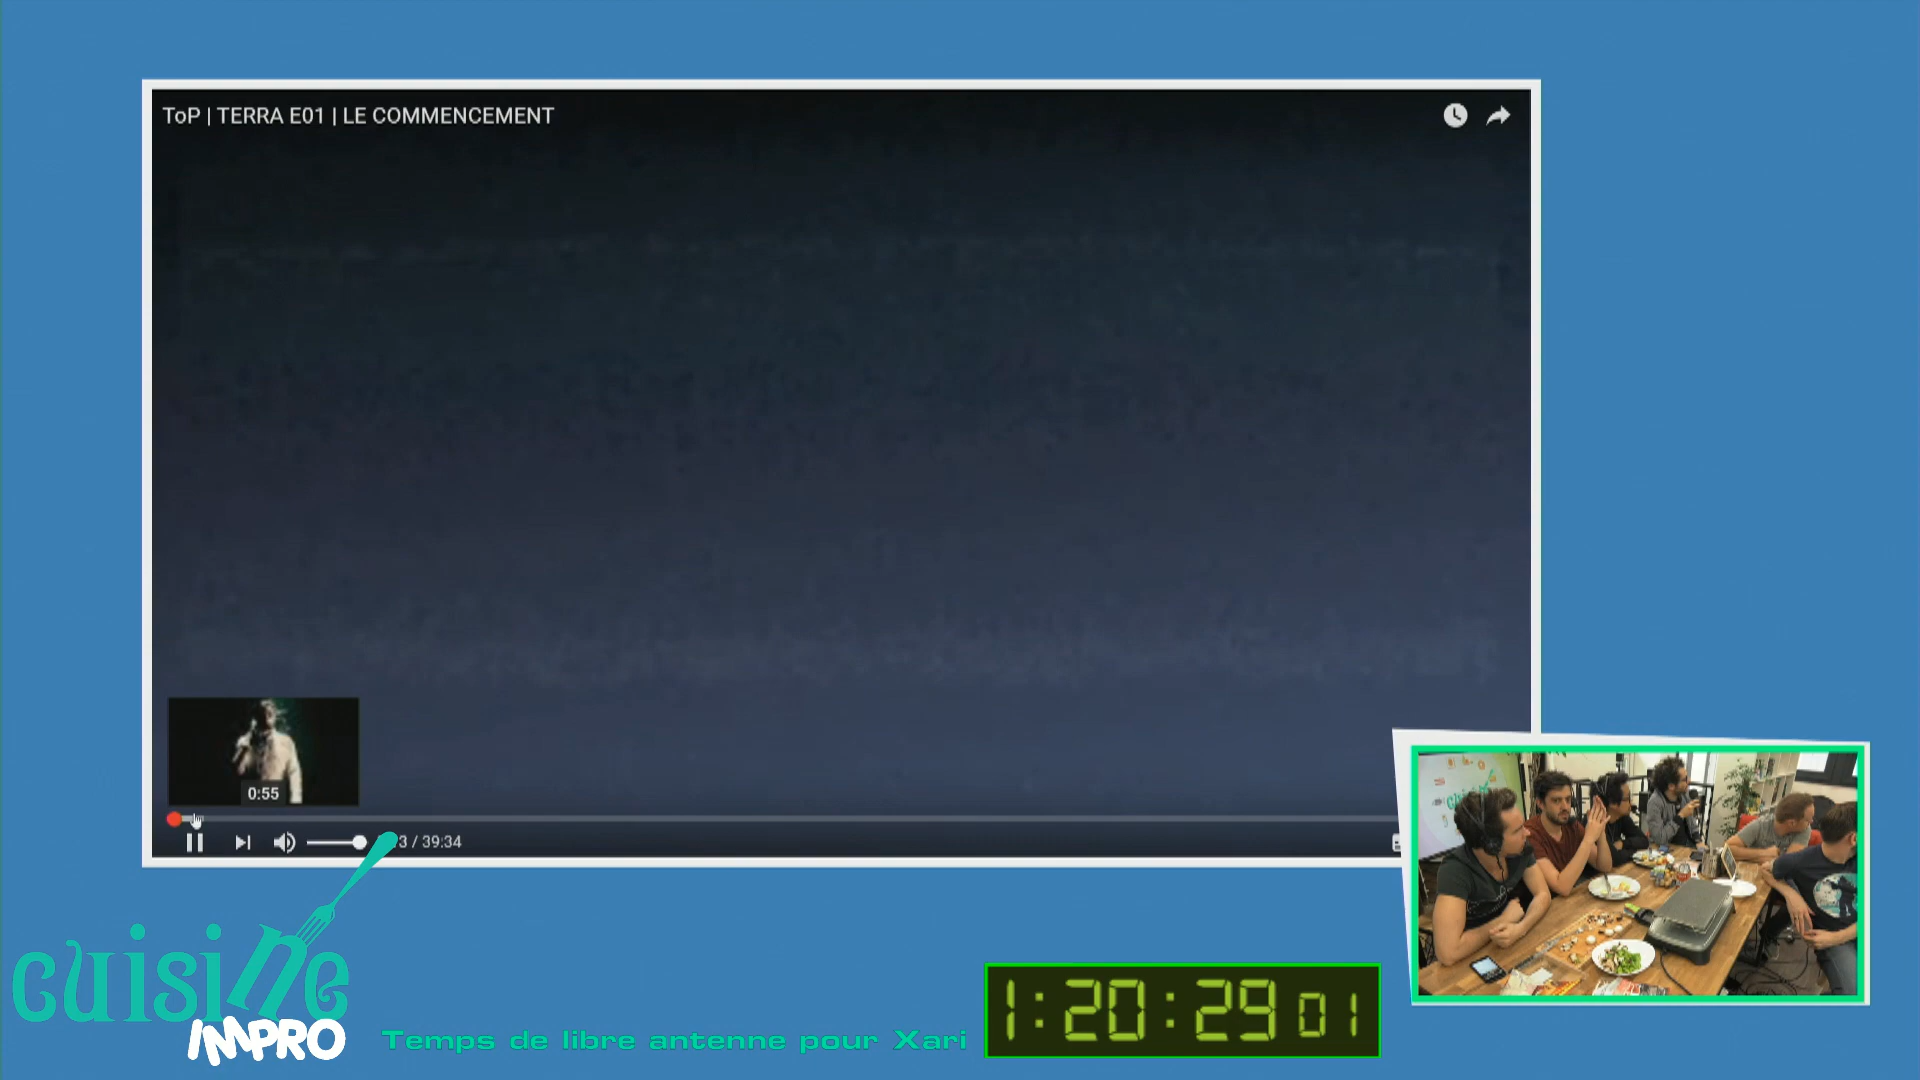 ToP | TERRA E01 | LE COMMENCEMENT
0:55
3 / 39:34
cuisine
IMPRO
Temps de libre antenne pour Xari
1:20:29 01